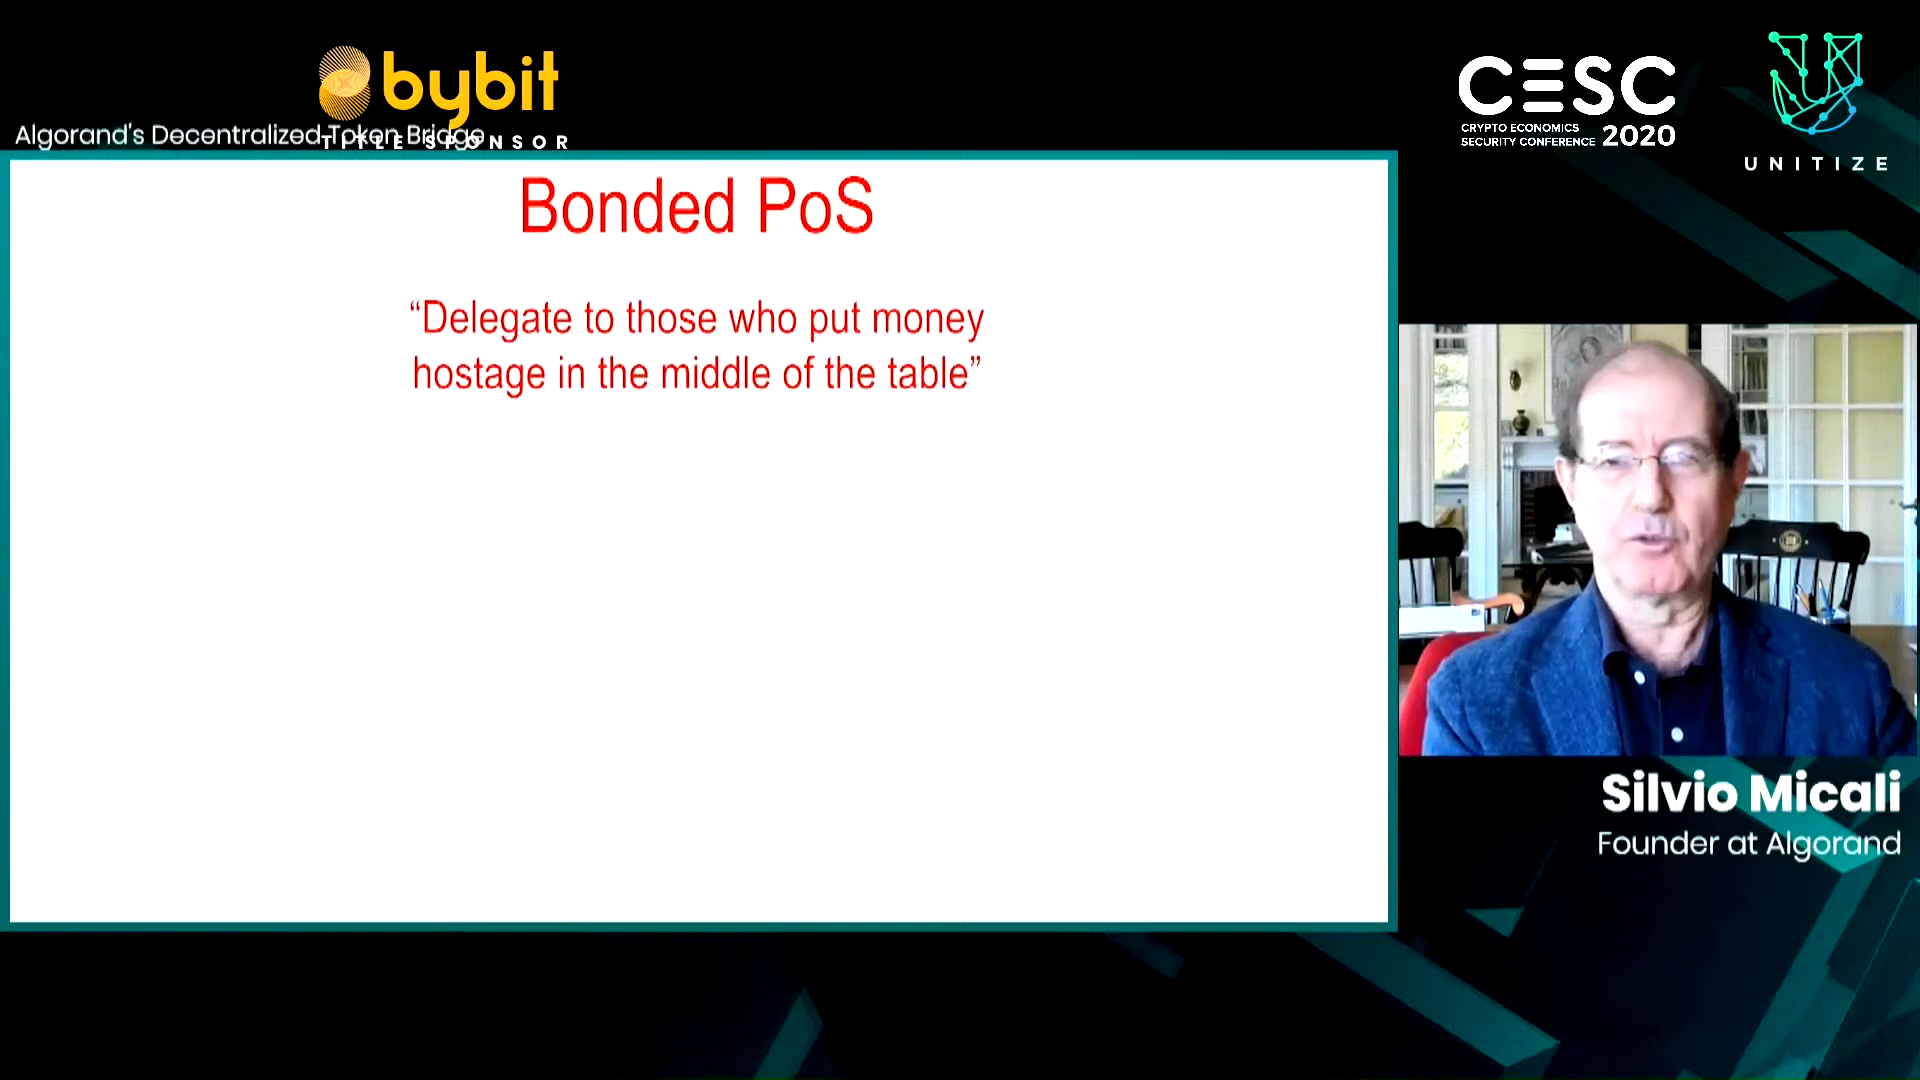 bybit
TITLE SPONSOR
Algorand's Decentralized Token Bridge
CESC
CRYPTO ECONOMICS
SECURITY CONFERENCE 2020
UNITIZE
Bonded PoS
“Delegate to those who put money
hostage in the middle of the table”
Silvio Micali
Founder at Algorand